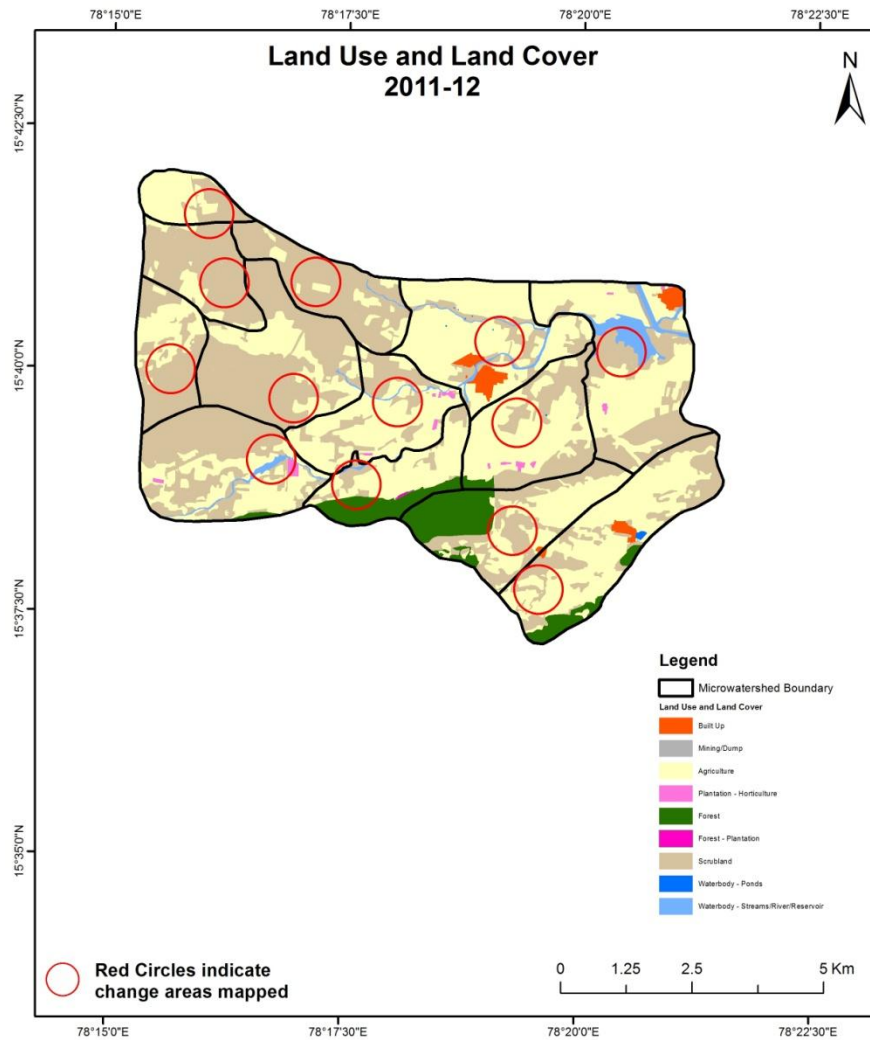 78°15'0"E 78°17'30"E 78°20'0"E 78°22'30"E
Land Use and Land Cover
2011-12
N
15°42'30"N
15°40'0"N
15°37'30"N
15°35'0"N
Legend
Microwatershed Boundary
Land Use and Land Cover
Built Up
Mining/Dump
Agriculture
Plantation - Horticulture
Forest
Forest - Plantation
Scrubland
Waterbody - Ponds
Waterbody - Streams/River/Reservoir
Red Circles indicate
change areas mapped
0 1.25 2.5 5 Km
78°15'0"E 78°17'30"E 78°20'0"E 78°22'30"E